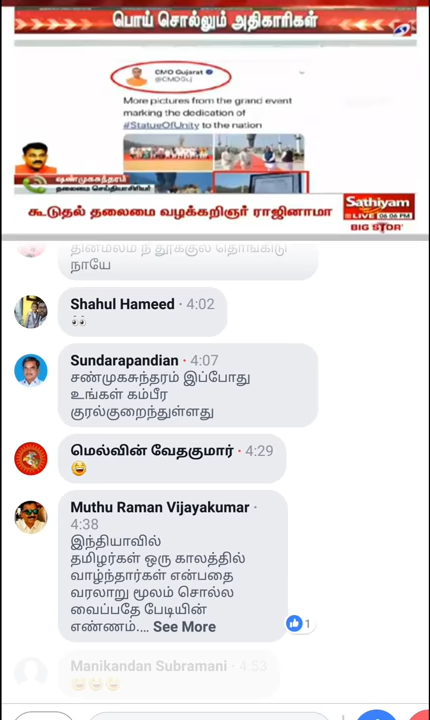 பொய் சொல்லும் அதிகாரிகள்
CMO Gujarat
@CMOGuj
More pictures from the grand event
marking the dedication of
#StatueOfUnity to the nation
ஷண்முகசுந்தரம்
தலைமை செய்தியாசிரியர்
கூடுதல் தலைமை வழக்கறிஞர் ராஜினாமா
Sathiyam
LIVE 06:06 PM
BIG STOR'
நாயே
Shahul Hameed · 4:02
👀
Sundarapandian · 4:07
சண்முகசுந்தரம் இப்போது
உங்கள் கம்பீர
குரல்குறைந்துள்ளது
மெல்வின் வேதகுமார் · 4:29
😂
Muthu Raman Vijayakumar ·
4:38
இந்தியாவில்
தமிழர்கள் ஒரு காலத்தில்
வாழ்ந்தார்கள் என்பதை
வரலாறு மூலம் சொல்ல
வைப்பதே பேடியின்
எண்ணம்.... See More
1
Manikandan Subramani · 4:53
😂😂😂